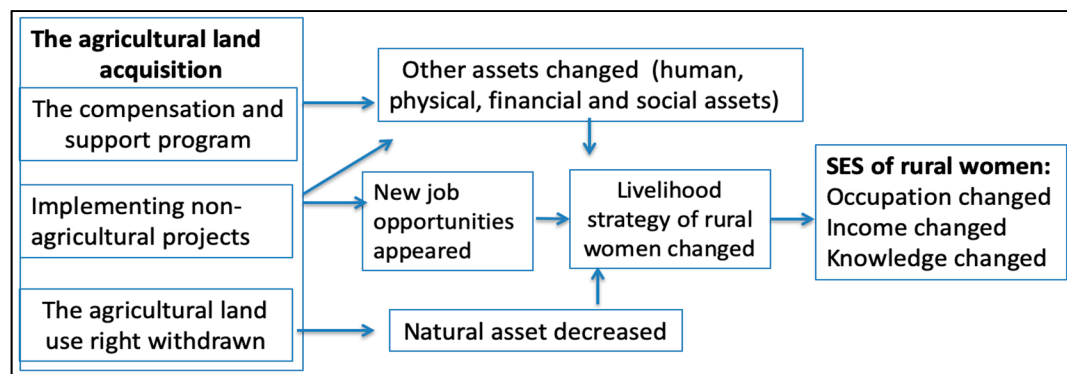 The agricultural land
acquisition
The compensation and
support program
Implementing non-
agricultural projects
The agricultural land
use right withdrawn
Other assets changed (human,
physical, financial and social assets)
New job
opportunities
appeared
Natural asset decreased
Livelihood
strategy of rural
women changed
SES of rural women:
Occupation changed
Income changed
Knowledge changed